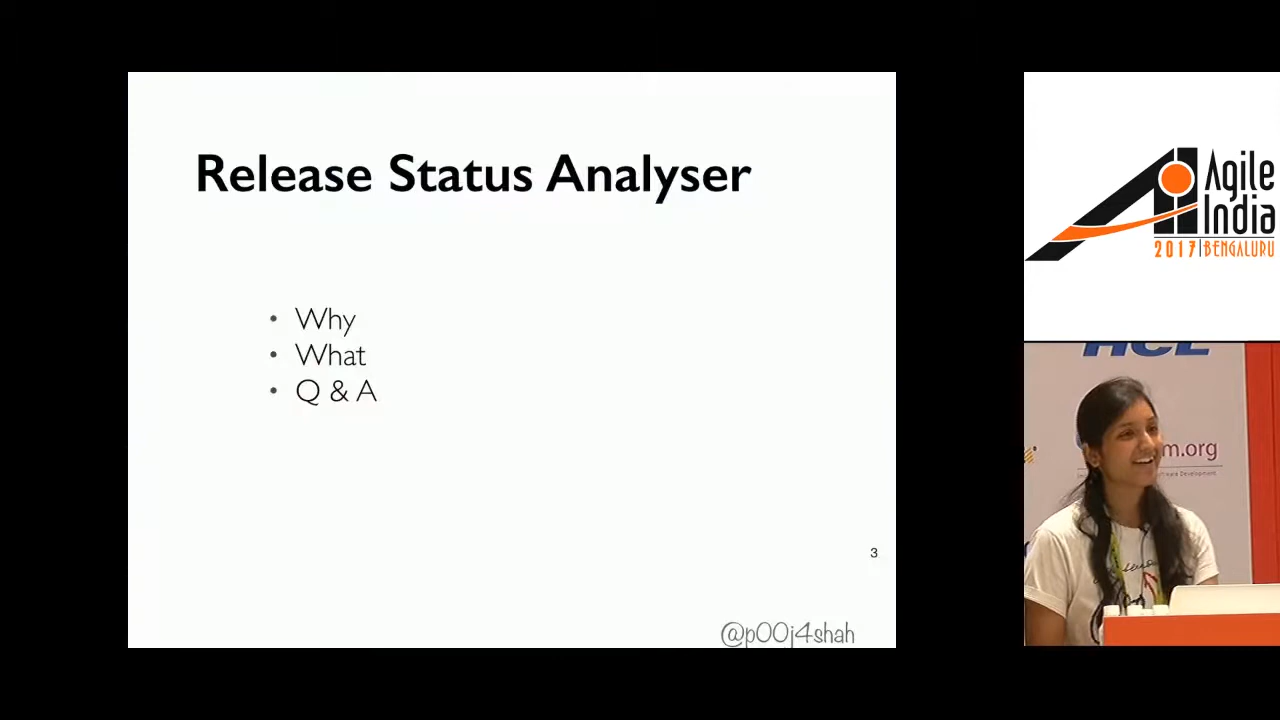 Release Status Analyser
• Why
• What
• Q & A
3
@p00j4shah
Agile
India
2017 | BENGALURU
HCL
m.org